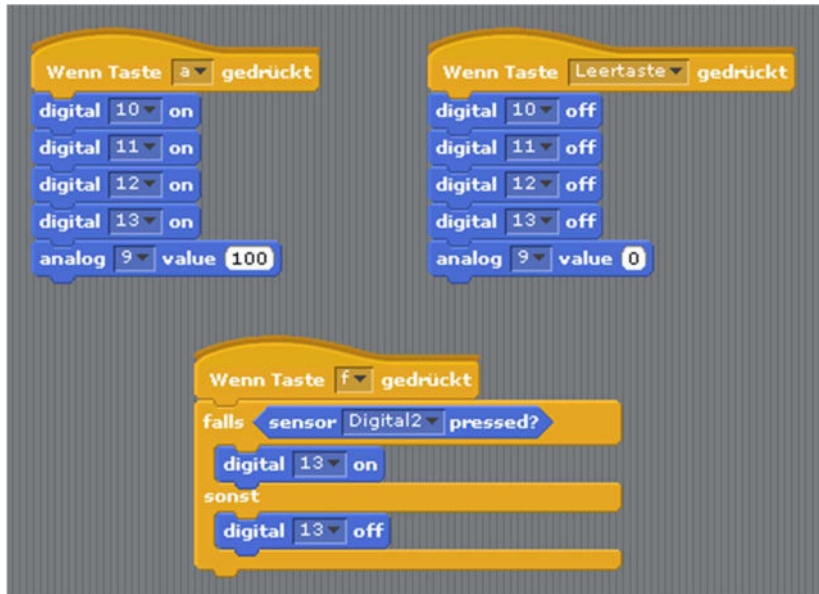 Wenn Taste a gedrückt
digital 10 on
digital 11 on
digital 12 on
digital 13 on
analog 9 value 100
Wenn Taste Leertaste gedrückt
digital 10 off
digital 11 off
digital 12 off
digital 13 off
analog 9 value 0
Wenn Taste f gedrückt
falls sensor Digital2 pressed?
digital 13 on
sonst
digital 13 off